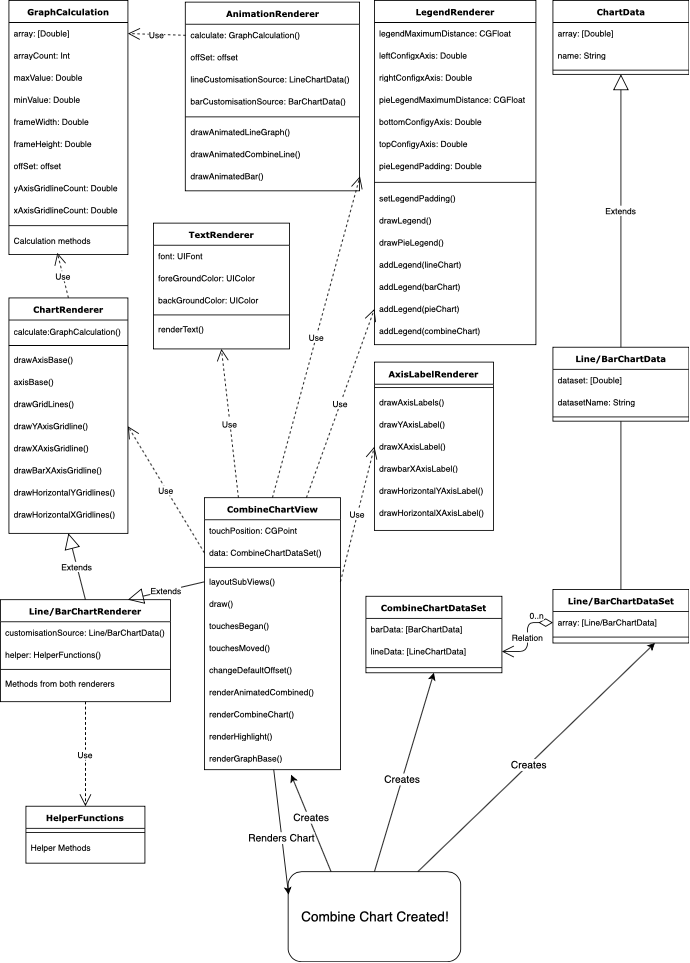 GraphCalculation
array: [Double]
arrayCount: Int
maxValue: Double
minValue: Double
frameWidth: Double
frameHeight: Double
offSet: offset
yAxisGridlineCount: Double
xAxisGridlineCount: Double
Calculation methods
Use
AnimationRenderer
calculate: GraphCalculation()
offSet: offset
lineCustomisationSource: LineChartData()
barCustomisationSource: BarChartData()
drawAnimatedLineGraph()
drawAnimatedCombineLine()
drawAnimatedBar()
LegendRenderer
legendMaximumDistance: CGFloat
leftConfigxAxis: Double
rightConfigxAxis: Double
pieLegendMaximumDistance: CGFloat
bottomConfigyAxis: Double
topConfigyAxis: Double
pieLegendPadding: Double
setLegendPadding()
drawLegend()
drawPieLegend()
addLegend(lineChart)
addLegend(barChart)
addLegend(pieChart)
addLegend(combineChart)
ChartData
array: [Double]
name: String
Extends
TextRenderer
font: UIFont
foreGroundColor: UIColor
backGroundColor: UIColor
renderText()
Use
ChartRenderer
calculate:GraphCalculation()
drawAxisBase()
axisBase()
drawGridLines()
drawYAxisGridline()
drawXAxisGridline()
drawBarXAxisGridline()
drawHorizontalYGridlines()
drawHorizontalXGridlines()
Use
Use
Use
Use
Use
AxisLabelRenderer
drawAxisLabels()
drawYAxisLabel()
drawXAxisLabel()
drawbarXAxisLabel()
drawHorizontalYAxisLabel()
drawHorizontalXAxisLabel()
Line/BarChartData
dataset: [Double]
datasetName: String
CombineChartView
touchPosition: CGPoint
data: CombineChartDataSet()
layoutSubViews()
draw()
touchesBegan()
touchesMoved()
changeDefaultOffset()
renderAnimatedCombined()
renderCombineChart()
renderHighlight()
renderGraphBase()
Extends
Extends
Line/BarChartRenderer
customisationSource: Line/BarChartData()
helper: HelperFunctions()
Methods from both renderers
Use
HelperFunctions
Helper Methods
CombineChartDataSet
barData: [BarChartData]
lineData: [LineChartData]
0..n
Relation
Line/BarChartDataSet
array: [Line/BarChartData]
Creates
Creates
Creates
Renders Chart
Combine Chart Created!